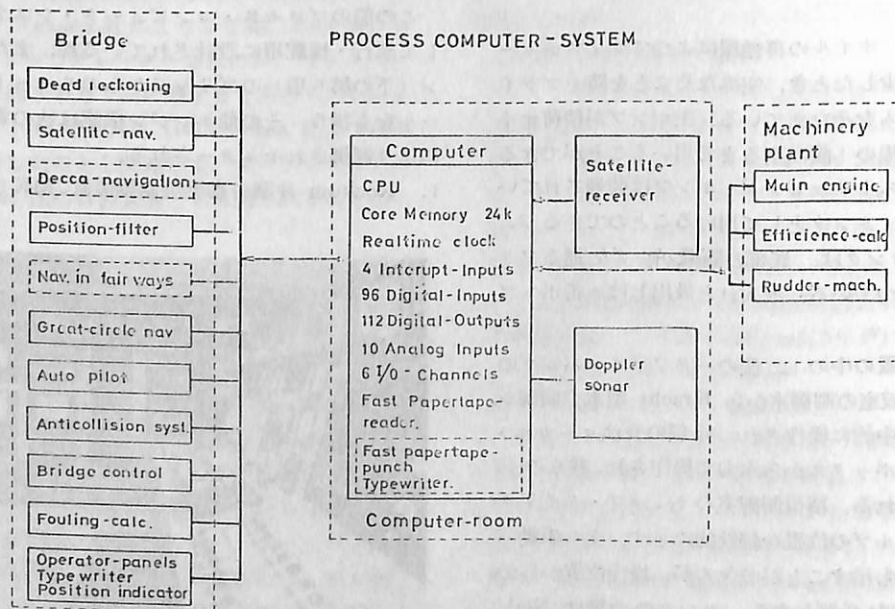 Bridge
Dead reckoning
Satellite-nav.
Decca-navigation
Position-filter
Nav. in fair ways
Great-circle nav
Auto pilot
Anticollision syst.
Bridge control
Fouling-calc.
Operator-panels
Typewriter
Position indicator
PROCESS COMPUTER-SYSTEM
Computer
CPU
Core Memory 24k
Realtime clock
4 Interupt-Inputs
96 Digital-Inputs
112 Digital-Outputs
10 Analog Inputs
6 I/O-Channels
Fast Papertape-
reader.
Fast papertape
punch
Typewriter.
Computer-room
Satellite
receiver
Doppler
sonar
Machinery
plant
Main engine
Efficience-calc
Rudder-mach.